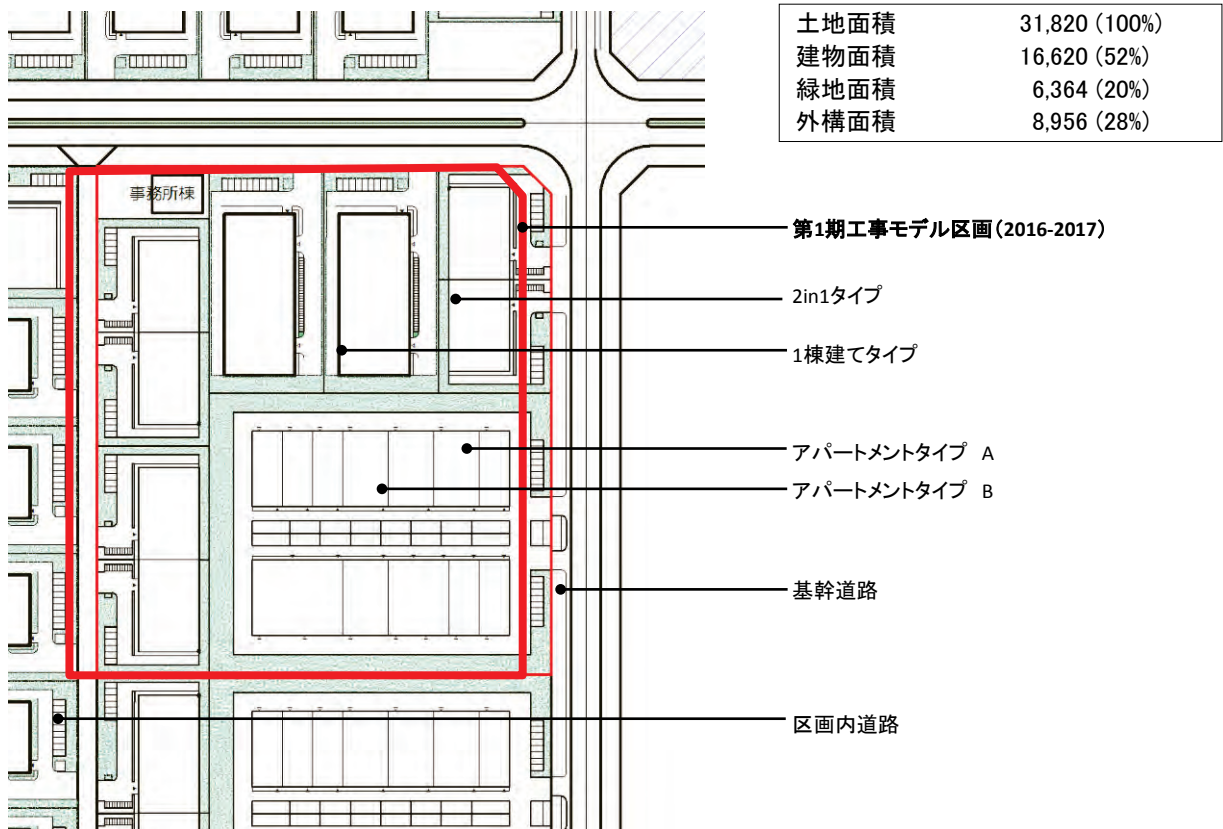 土地面積 31,820 (100%)
建物面積 16,620 (52%)
緑地面積 6,364 (20%)
外構面積 8,956 (28%)
事務所棟
第1期工事モデル区画(2016-2017)
2in1タイプ
1棟建てタイプ
アパートメントタイプ A
アパートメントタイプ B
基幹道路
区画内道路